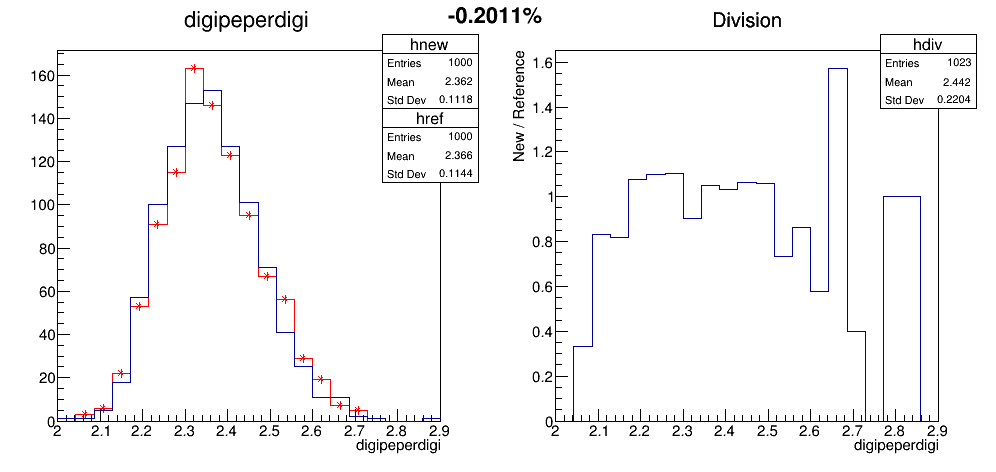 digipeperdigi
-0.2011%
Division
hnew
Entries 1000
Mean 2.362
Std Dev 0.1118
href
Entries 1000
Mean 2.366
Std Dev 0.1144
160
140
120
100
80
60
40
20
0
2 2.1 2.2 2.3 2.4 2.5 2.6 2.7 2.8 2.9
digipeperdigi
hdiv
Entries 1023
Mean 2.442
Std Dev 0.2204
New / Reference
1.6
1.4
1.2
1
0.8
0.6
0.4
0.2
0
2 2.1 2.2 2.3 2.4 2.5 2.6 2.7 2.8 2.9
digipeperdigi